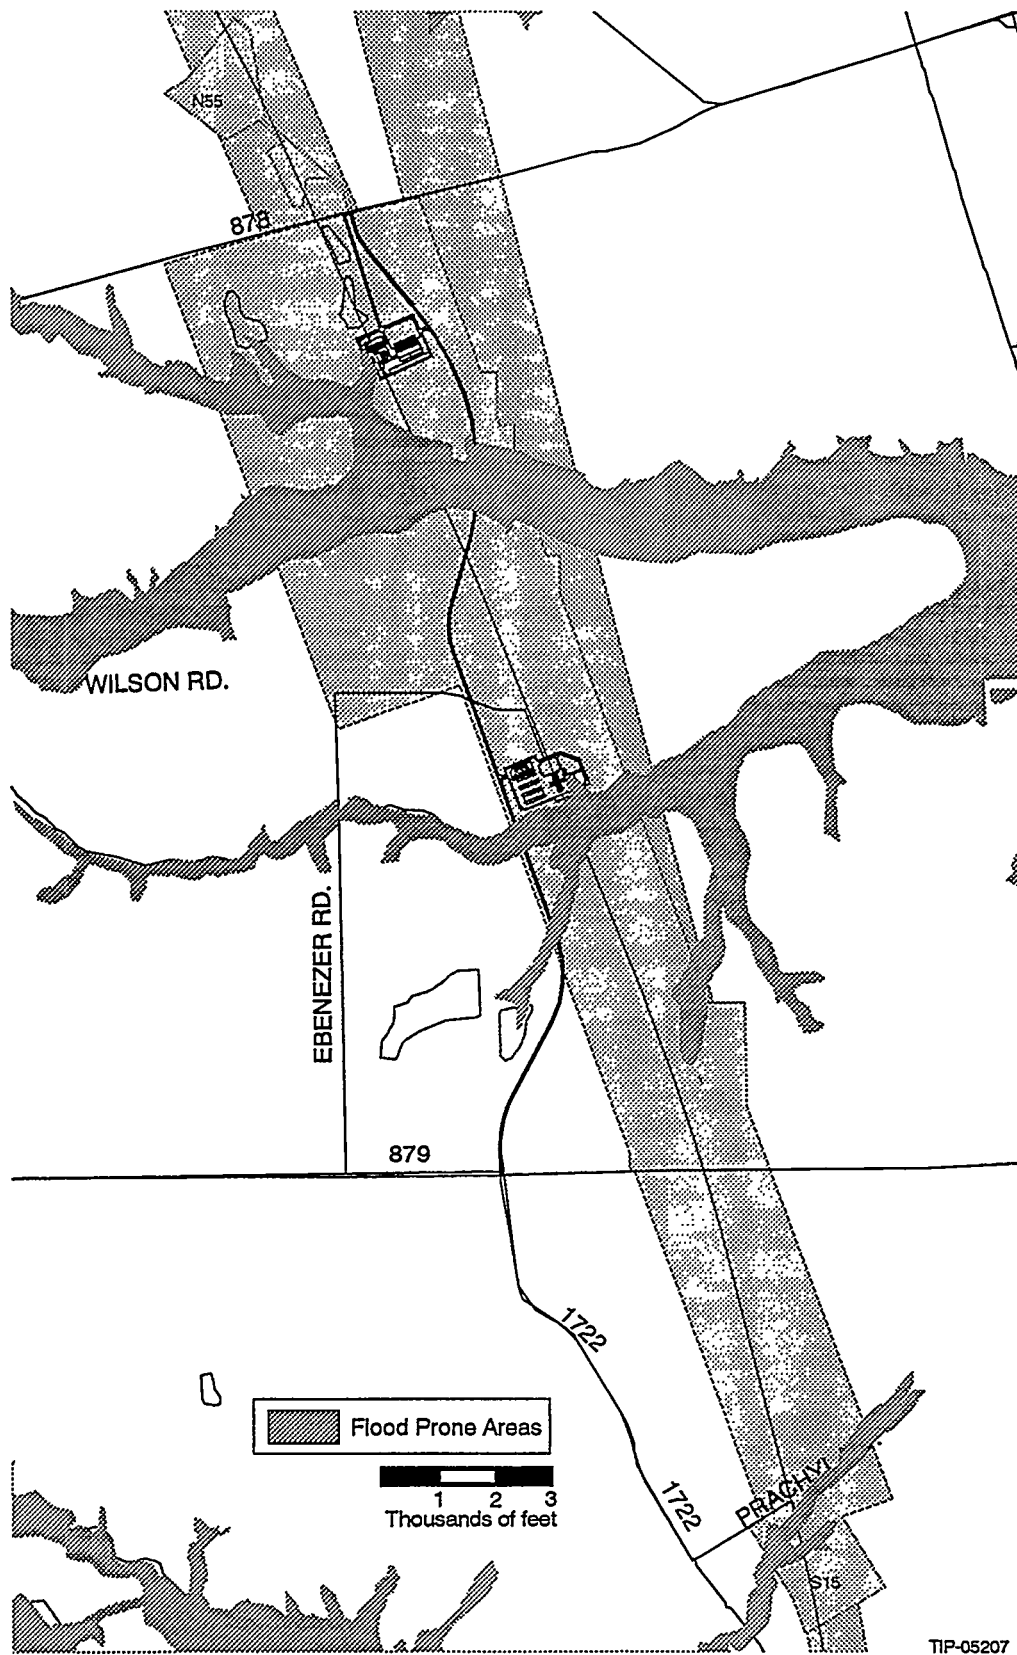 N55
878
WILSON RD.
EBENEZER RD.
879
1722
Flood Prone Areas
1 2 3
Thousands of feet
1722
PRACHYL
S15
TIP-05207